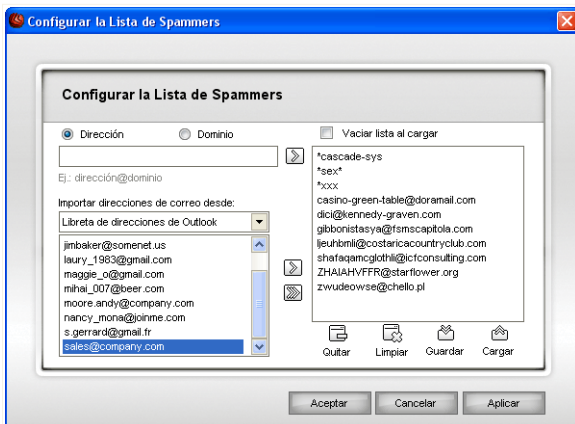 Configurar la Lista de Spammers
Configurar la Lista de Spammers
Dirección
Dominio
Ej.: dirección@dominio
Importar direcciones de correo desde:
Libreta de direcciones de Outlook
jimbaker@somenet.us
laury_1983@gmail.com
maggie_o@gmail.com
mihai_007@beer.com
moore.andy@company.com
nancy_mona@joinme.com
s.gerrard@gmail.fr
sales@company.com
Vaciar lista al cargar
*cascade-sys
*sex*
*xxx
casino-green-table@doramail.com
dici@kennedy-graven.com
gibbonistasya@fsmscapitola.com
ljeuhbmli@costaricacountryclub.com
shafaqamcglothli@icfconsulting.com
ZHAIAHVFFR@starflower.org
zwudeowse@chello.pl
Quitar
Limpiar
Guardar
Cargar
Aceptar
Cancelar
Aplicar